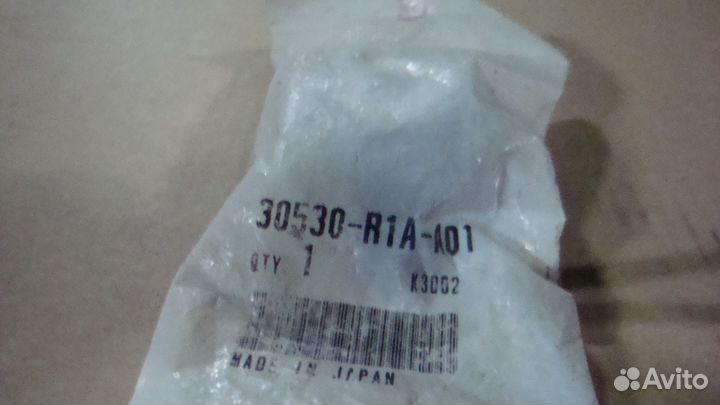 30530-R1A-A01
QTY 1
K3002
MADE IN JAPAN
Avito